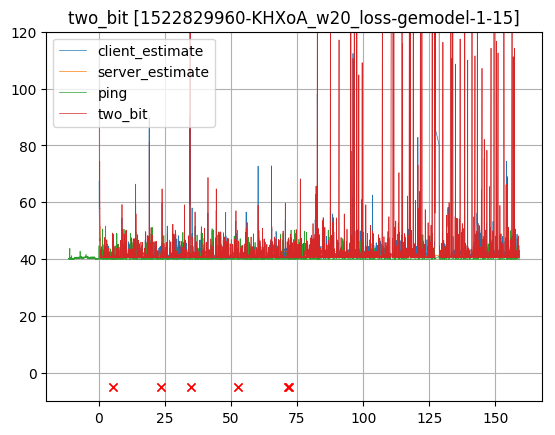 two_bit [1522829960-KHXoA_w20_loss-gemodel-1-15]
120
100
80
60
40
20
0
client_estimate
server_estimate
ping
two_bit
0 25 50 75 100 125 150